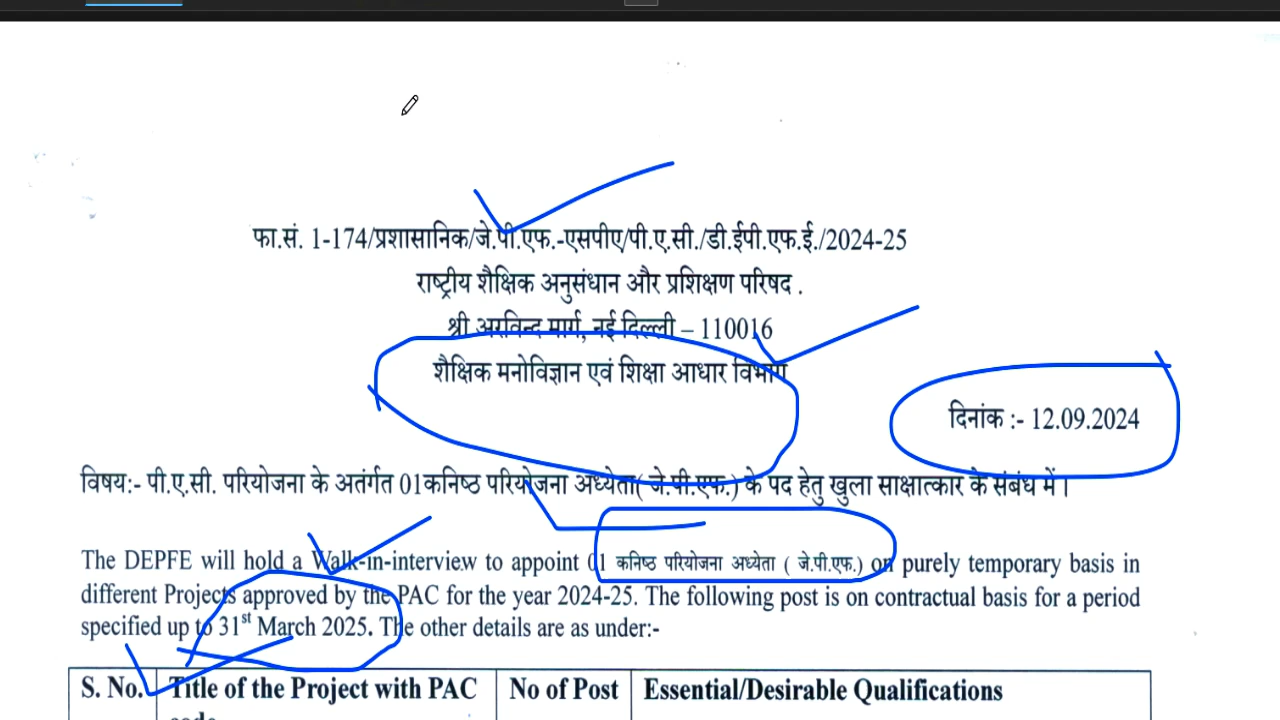 फा.सं. 1-174/प्रशासानिक/जे.पी.एफ.-एसपीए/पी.ए.सी./डी.ईपी.एफ.ई./2024-25
राष्ट्रीय शैक्षिक अनुसंधान और प्रशिक्षण परिषद .
श्री अरविन्द मार्ग, नई दिल्ली – 110016
शैक्षिक मनोविज्ञान एवं शिक्षा आधार विभाग
दिनांक :- 12.09.2024
विषय:- पी.ए.सी. परियोजना के अतंर्गत 01कनिष्ठ परियोजना अध्येता( जे.पी.एफ.) के पद हेतु खुला साक्षात्कार के संबंध में।
The DEPFE will hold a Walk-in-interview to appoint 01 कनिष्ठ परियोजना अध्येता ( जे.पी.एफ.) on purely temporary basis in
different Projects approved by the PAC for the year 2024-25. The following post is on contractual basis for a period
specified up to 31st March 2025. The other details are as under:-
S. No. Title of the Project with PAC No of Post Essential/Desirable Qualifications